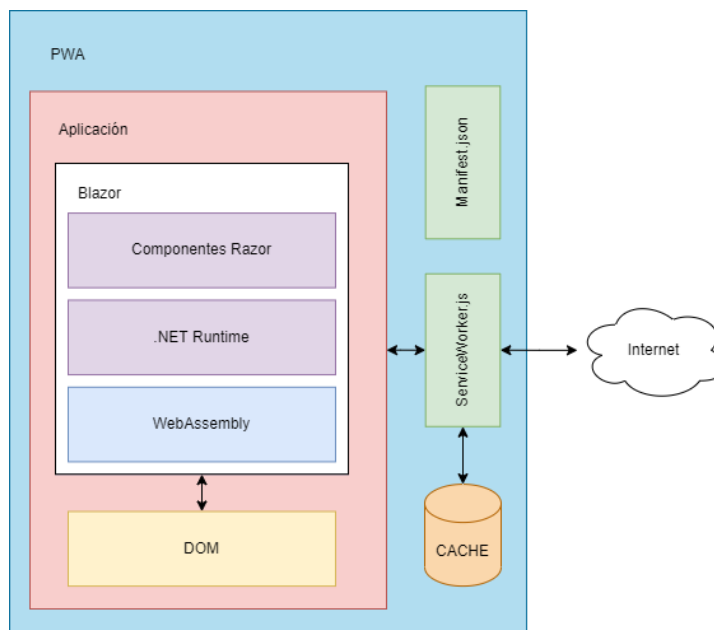 PWA
Aplicación
Blazor
Componentes Razor
.NET Runtime
WebAssembly
DOM
Manifest.json
ServiceWorker.js
CACHE
Internet